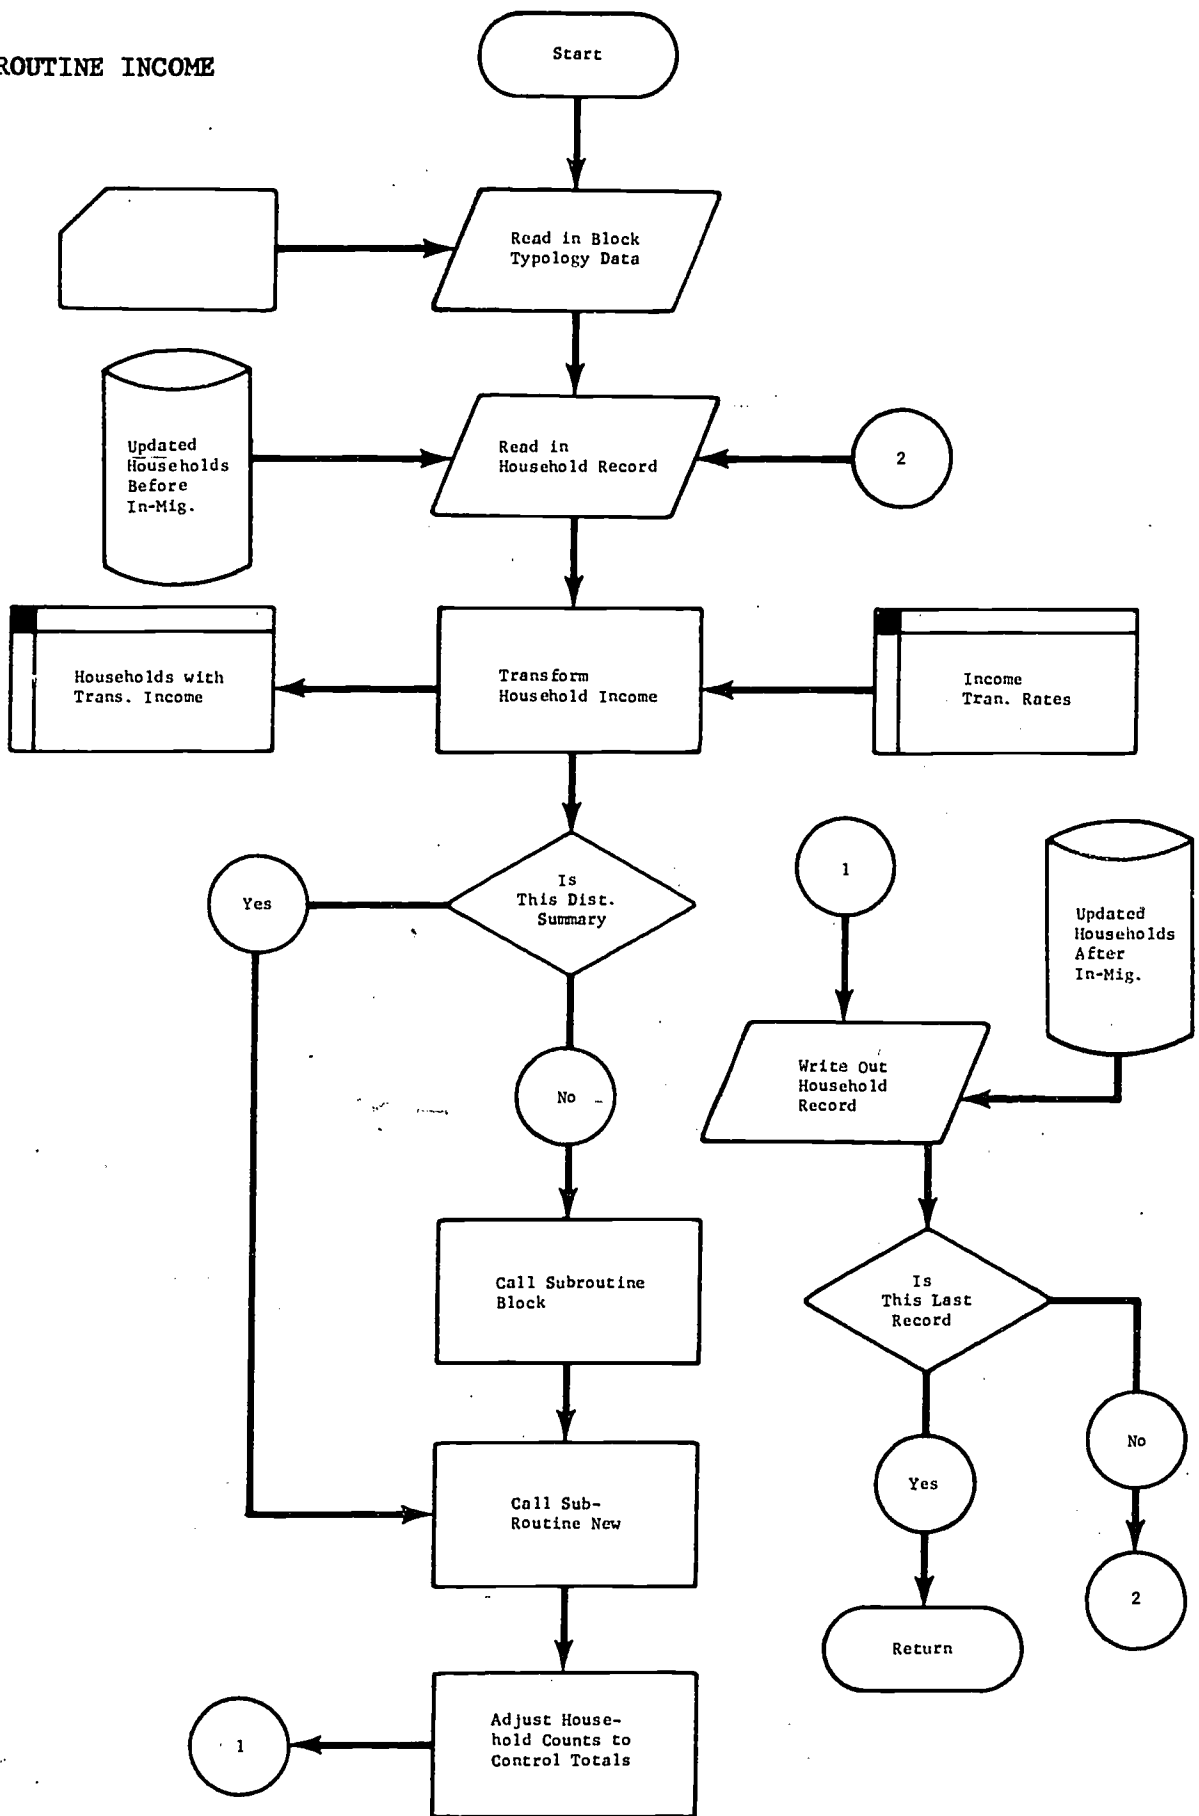 ROUTINE INCOME
Start
Read in Block
Typology Data
Updated
Households
Before
In-Mig.
Read in
Household Record
2
Households with
Trans. Income
Transform
Household Income
Income
Tran. Rates
Yes
Is
This Dist.
Summary
1
Updated
Households
After
In-Mig.
No
Write Out
Household
Record
Call Subroutine
Block
Is
This Last
Record
No
Yes
Call Sub-
Routine New
2
Return
Adjust House-
hold Counts to
Control Totals
1